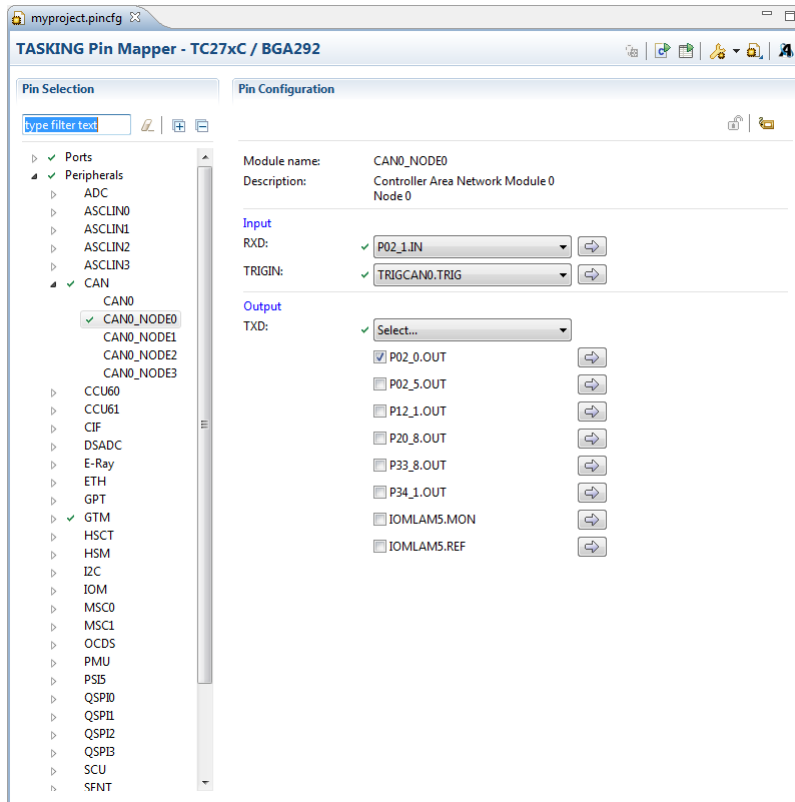 myproject.pincfg
TASKING Pin Mapper - TC27xC / BGA292
Pin Selection
type filter text
Ports
Peripherals
ADC
ASCLIN0
ASCLIN1
ASCLIN2
ASCLIN3
CAN
CAN0
CAN0_NODE0
CAN0_NODE1
CAN0_NODE2
CAN0_NODE3
CCU60
CCU61
CIF
DSADC
E-Ray
ETH
GPT
GTM
HSCT
HSM
I2C
IOM
MSC0
MSC1
OCDS
PMU
PSI5
QSPI0
QSPI1
QSPI2
QSPI3
SCU
SENT
Pin Configuration
Module name: CAN0_NODE0
Description: Controller Area Network Module 0
Node 0
Input
RXD: P02_1.IN
TRIGIN: TRIGCAN0.TRIG
Output
TXD: Select...
P02_0.OUT
P02_5.OUT
P12_1.OUT
P20_8.OUT
P33_8.OUT
P34_1.OUT
IOMLAM5.MON
IOMLAM5.REF